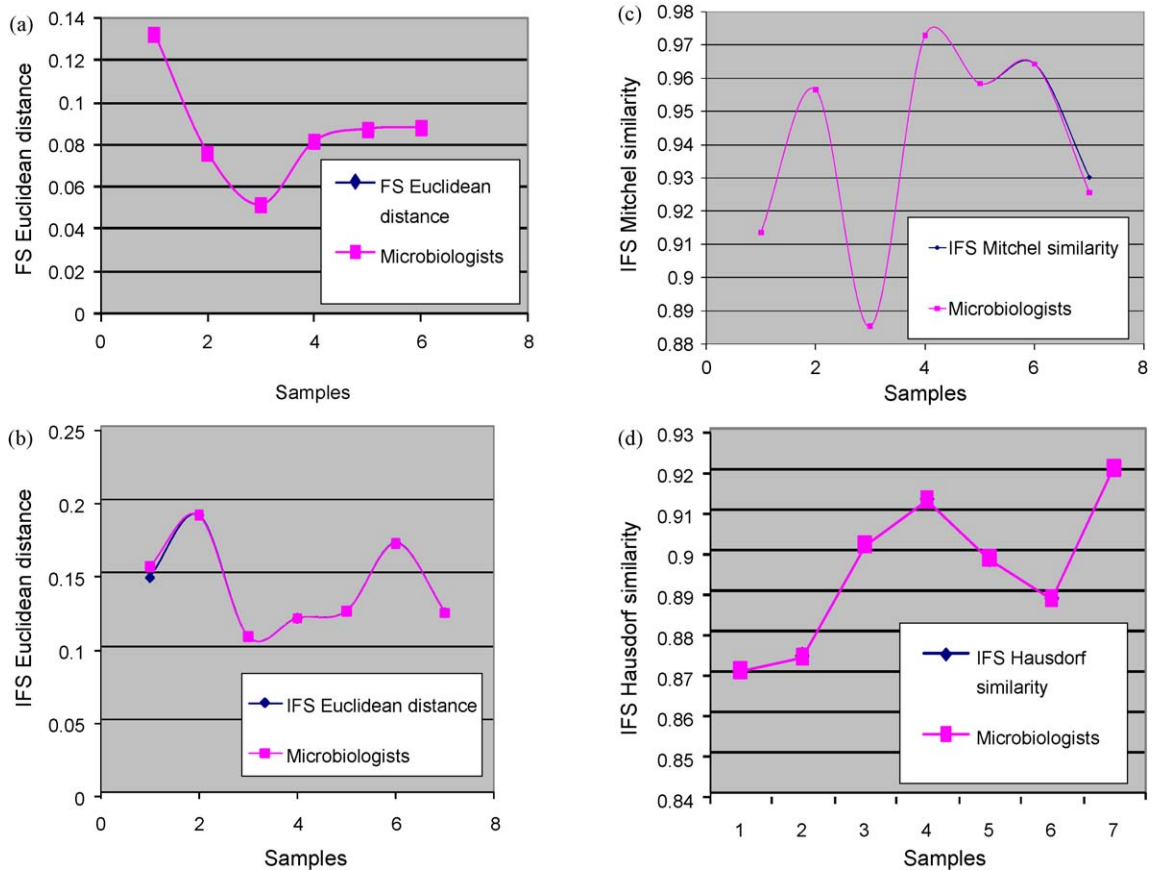 (a)
0.14
0.12
0.1
0.08
0.06
0.04
0.02
0
FS Euclidean distance
FS Euclidean
distance
Microbiologists
0 2 4 6 8
Samples
(c)
0.98
0.97
0.96
0.95
0.94
0.93
0.92
0.91
0.9
0.89
0.88
IFS Mitchel similarity
IFS Mitchel similarity
Microbiologists
0 2 4 6 8
Samples
(b)
0.25
0.2
0.15
0.1
0.05
0
IFS Euclidean distance
IFS Euclidean distance
Microbiologists
0 2 4 6 8
Samples
(d)
0.93
0.92
0.91
0.9
0.89
0.88
0.87
0.86
0.85
0.84
IFS Hausdorf similarity
IFS Hausdorf
similarity
Microbiologists
1 2 3 4 5 6 7
Samples